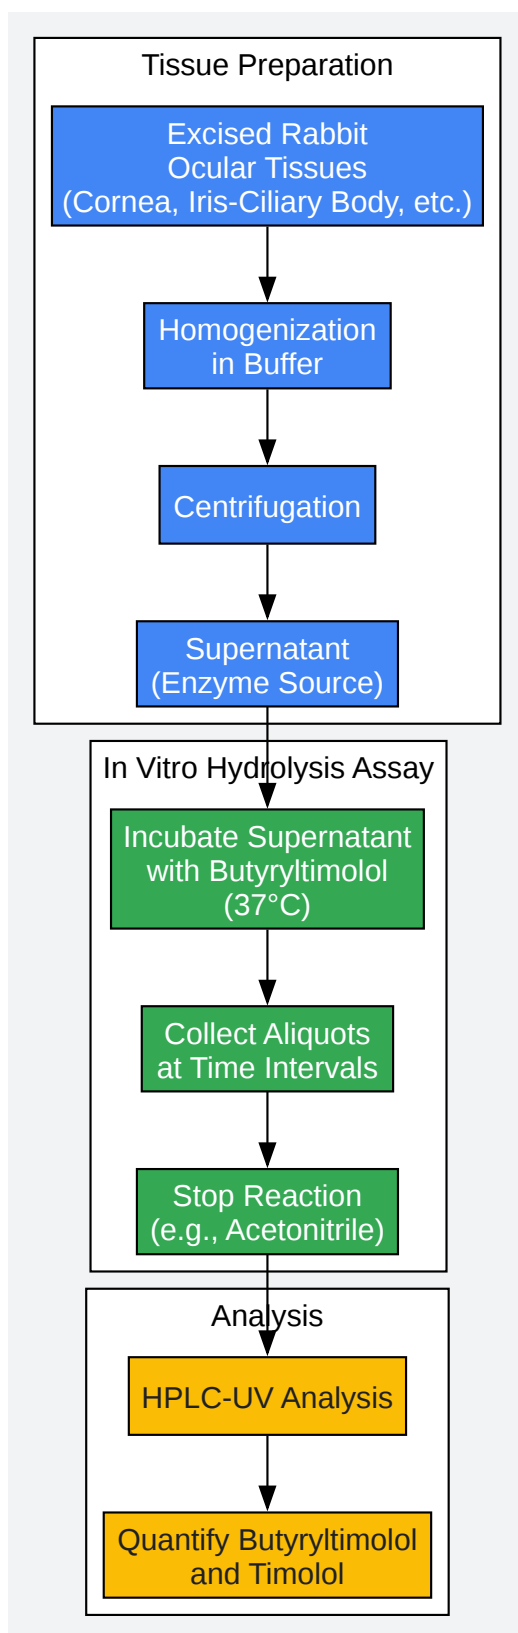 Tissue Preparation
Excised Rabbit
Ocular Tissues
(Cornea, Iris-Ciliary Body, etc.)
Homogenization
in Buffer
Centrifugation
Supernatant
(Enzyme Source)
In Vitro Hydrolysis Assay
Incubate Supernatant
with Butyryltimolol
(37°C)
Collect Aliquots
at Time Intervals
Stop Reaction
(e.g., Acetonitrile)
Analysis
HPLC-UV Analysis
Quantify Butyryltimolol
and Timolol